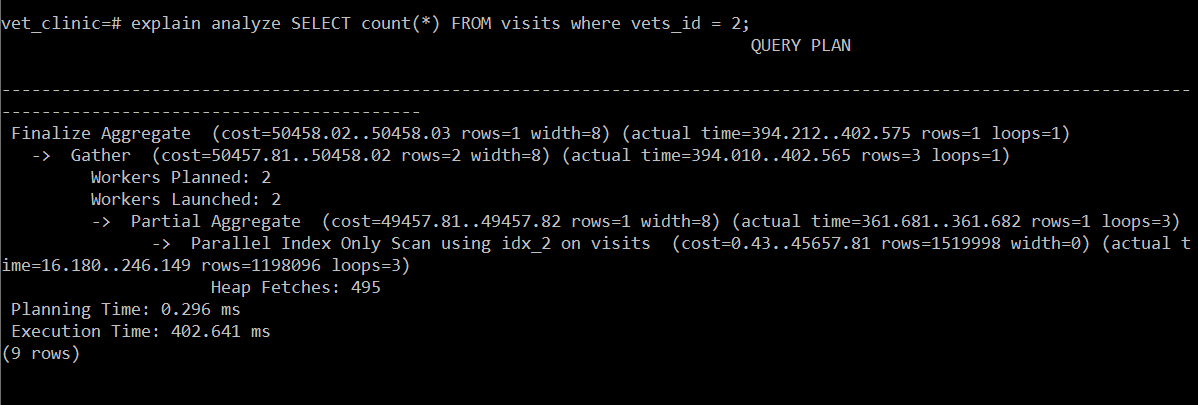 vet_clinic=# explain analyze SELECT count(*) FROM visits where vets_id = 2;
QUERY PLAN
-----------------------------------------------------------------------------------------------------------------------
------------------------------------------
Finalize Aggregate  (cost=50458.02..50458.03 rows=1 width=8) (actual time=394.212..402.575 rows=1 loops=1)
->  Gather  (cost=50457.81..50458.02 rows=2 width=8) (actual time=394.010..402.565 rows=3 loops=1)
Workers Planned: 2
Workers Launched: 2
->  Partial Aggregate  (cost=49457.81..49457.82 rows=1 width=8) (actual time=361.681..361.682 rows=1 loops=3)
->  Parallel Index Only Scan using idx_2 on visits  (cost=0.43..45657.81 rows=1519998 width=0) (actual t
ime=16.180..246.149 rows=1198096 loops=3)
Heap Fetches: 495
Planning Time: 0.296 ms
Execution Time: 402.641 ms
(9 rows)